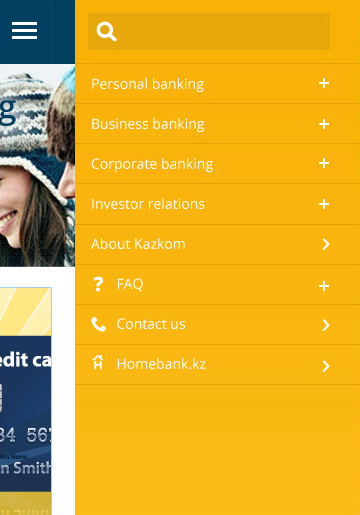 g
Personal banking
Business banking
Corporate banking
Investor relations
About Kazkom
FAQ
Contact us
Homebank.kz
edit ca
34 567
n Smith